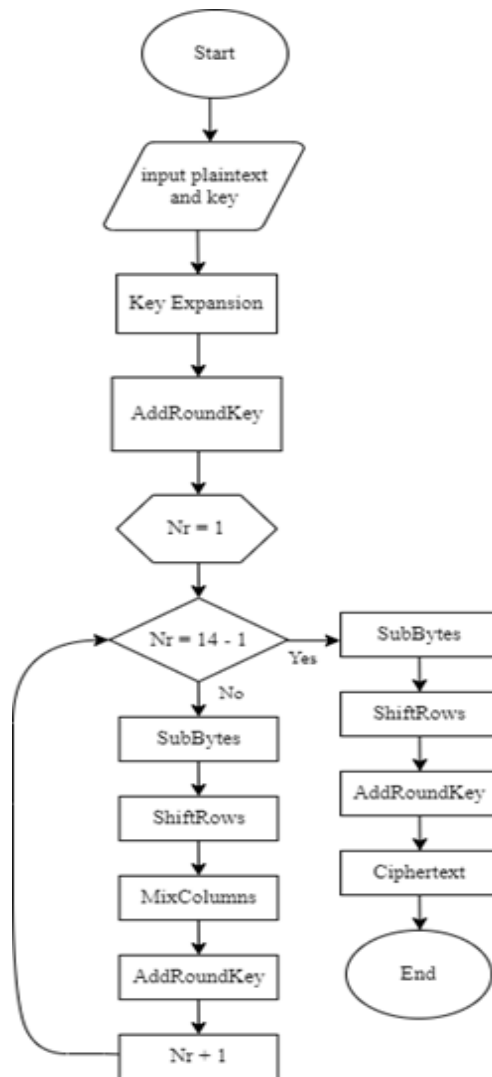 Start
input plaintext
and key
Key Expansion
AddRoundKey
Nr = 1
Nr = 14 - 1
Yes
No
SubBytes
ShiftRows
MixColumns
AddRoundKey
Nr + 1
SubBytes
ShiftRows
AddRoundKey
Ciphertext
End